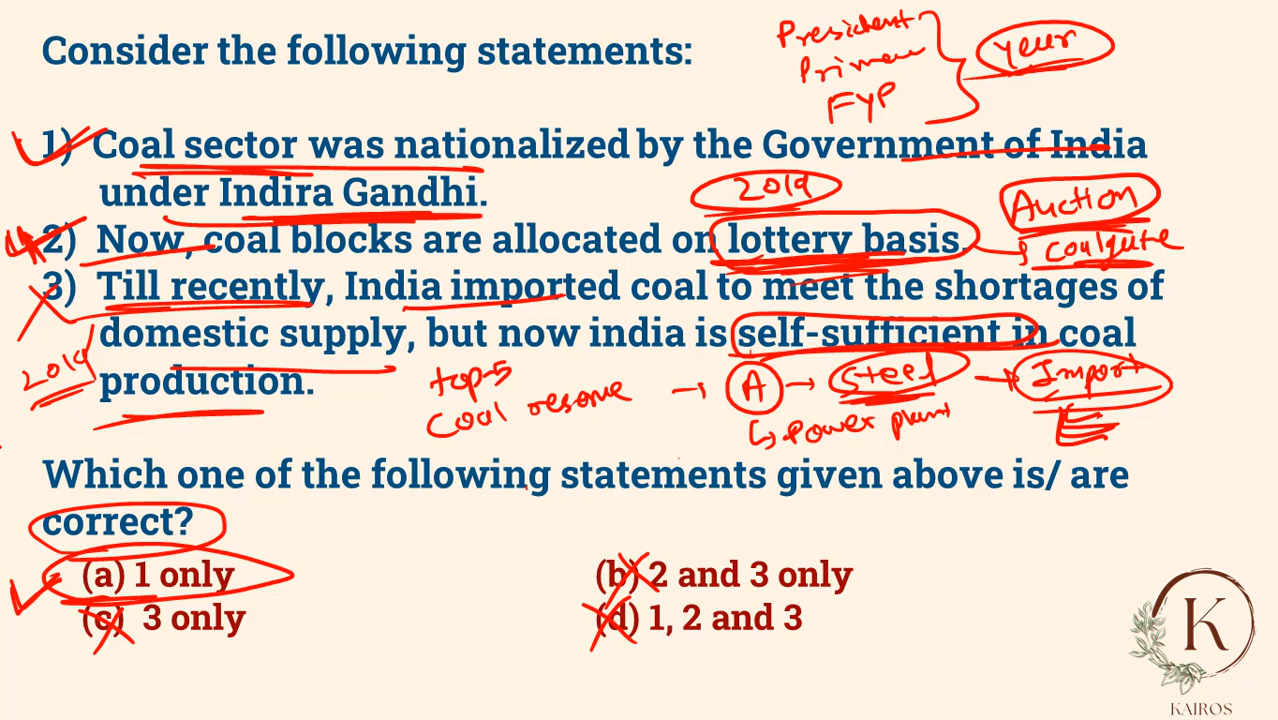 Consider the following statements:
President
Prime
FYP
year
1) Coal sector was nationalized by the Government of India
under Indira Gandhi.
2019
Auction
2) Now, coal blocks are allocated on lottery basis.
coalgate
3) Till recently, India imported coal to meet the shortages of
domestic supply, but now india is self-sufficient in coal
2019
production.
top-5
Coal reserve → A → Steel → Import
↳ Power plant
Which one of the following statements given above is/ are
correct?
(a) 1 only
(b) 2 and 3 only
(c) 3 only
(d) 1, 2 and 3
K
KAIROS